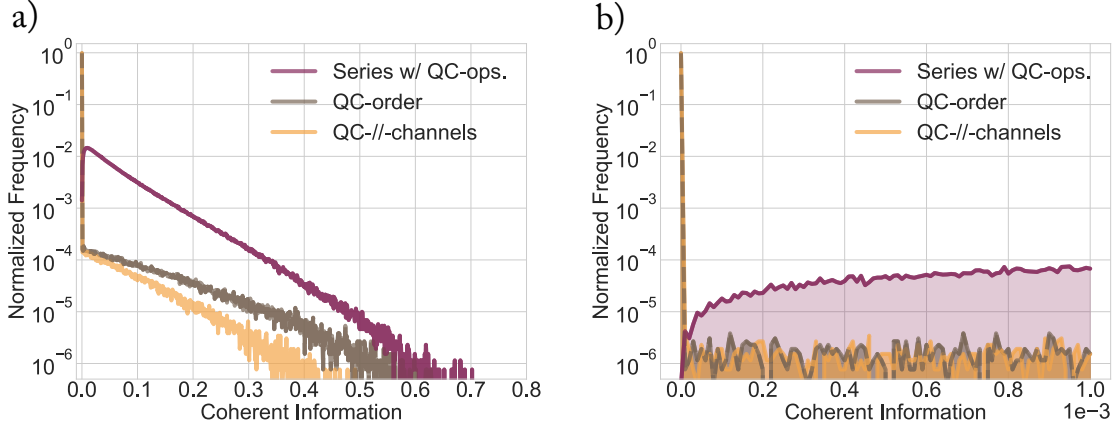 a)
Normalized Frequency
10^0
10^-1
10^-2
10^-3
10^-4
10^-5
10^-6
Series w/ QC-ops.
QC-order
QC-//-channels
0.0 0.1 0.2 0.3 0.4 0.5 0.6 0.7 0.8
Coherent Information
b)
Normalized Frequency
10^0
10^-1
10^-2
10^-3
10^-4
10^-5
10^-6
Series w/ QC-ops.
QC-order
QC-//-channels
0.0 0.2 0.4 0.6 0.8 1.0
Coherent Information 1e−3